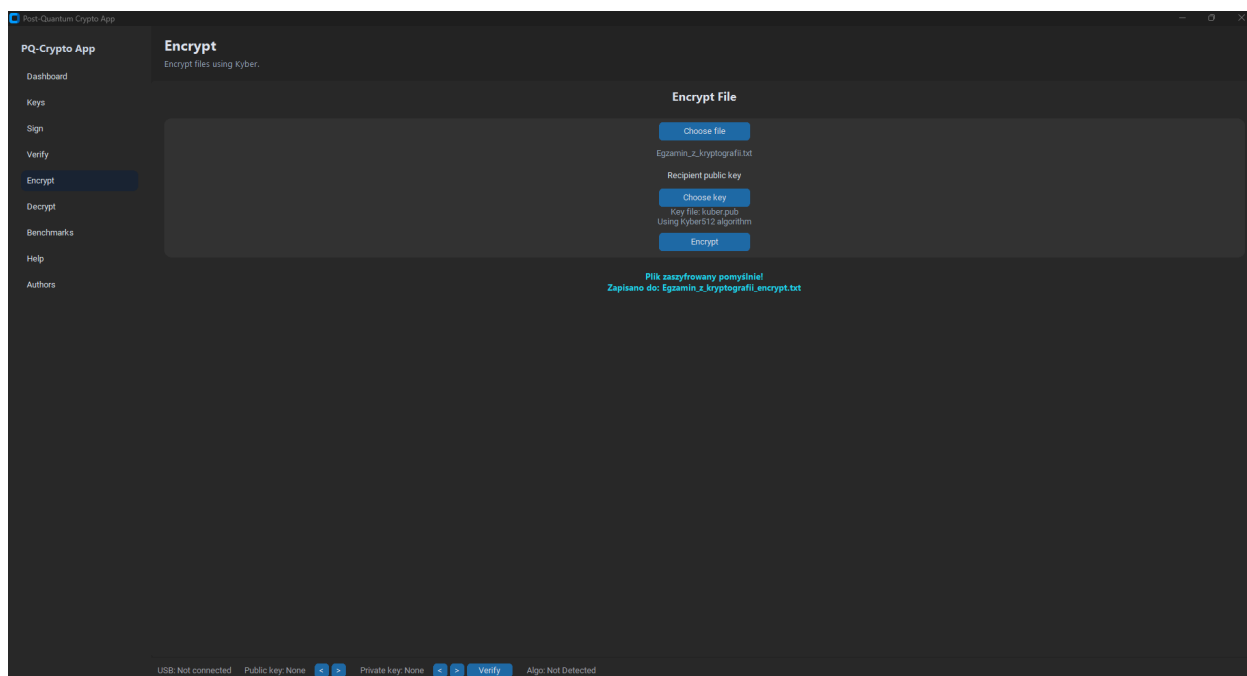 Post-Quantum Crypto App
PQ-Crypto App
Dashboard
Keys
Sign
Verify
Encrypt
Decrypt
Benchmarks
Help
Authors
Encrypt
Encrypt files using Kyber.
Encrypt File
Choose file
Egzamin_z_kryptografii.txt
Recipient public key
Choose key
Key file: kuber.pub
Using Kyber512 algorithm
Encrypt
Plik zaszyfrowany pomyślnie!
Zapisano do: Egzamin_z_kryptografii_encrypt.txt
USB: Not connected Public key: None < > Private key: None < > Verify Algo: Not Detected